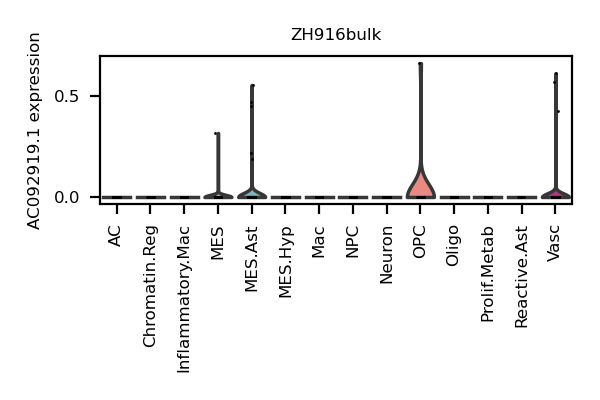 ZH916bulk
AC092919.1 expression
0.5
0.0
AC
Chromatin.Reg
Inflammatory.Mac
MES
MES.Ast
MES.Hyp
Mac
NPC
Neuron
OPC
Oligo
Prolif.Metab
Reactive.Ast
Vasc